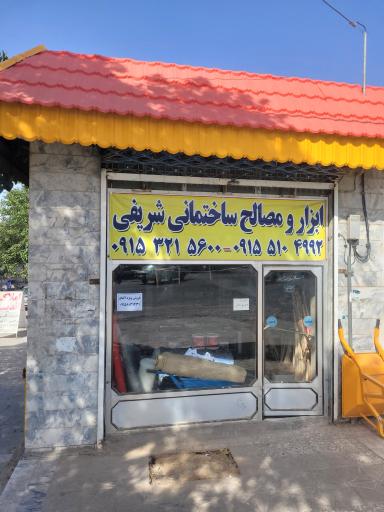 ابزار و مصالح ساختمانی شریفی
۰۹۱۵ ۳۲۱ ۵۶۰۰ - ۰۹۱۵ ۵۱۰ ۴۹۹۲